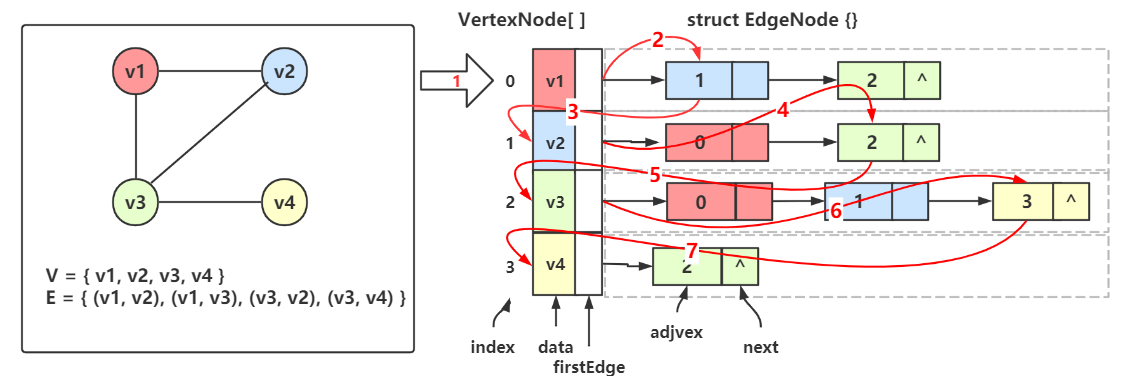 VertexNode[ ]
struct EdgeNode {}
v1
v2
v3
v4
V = { v1, v2, v3, v4 }
E = { (v1, v2), (v1, v3), (v3, v2), (v3, v4) }
1
2
0
v1
1
2
^
3
4
1
v2
0
2
^
5
2
v3
0
1
3
^
6
7
3
v4
2
^
index
data
firstEdge
adjvex
next